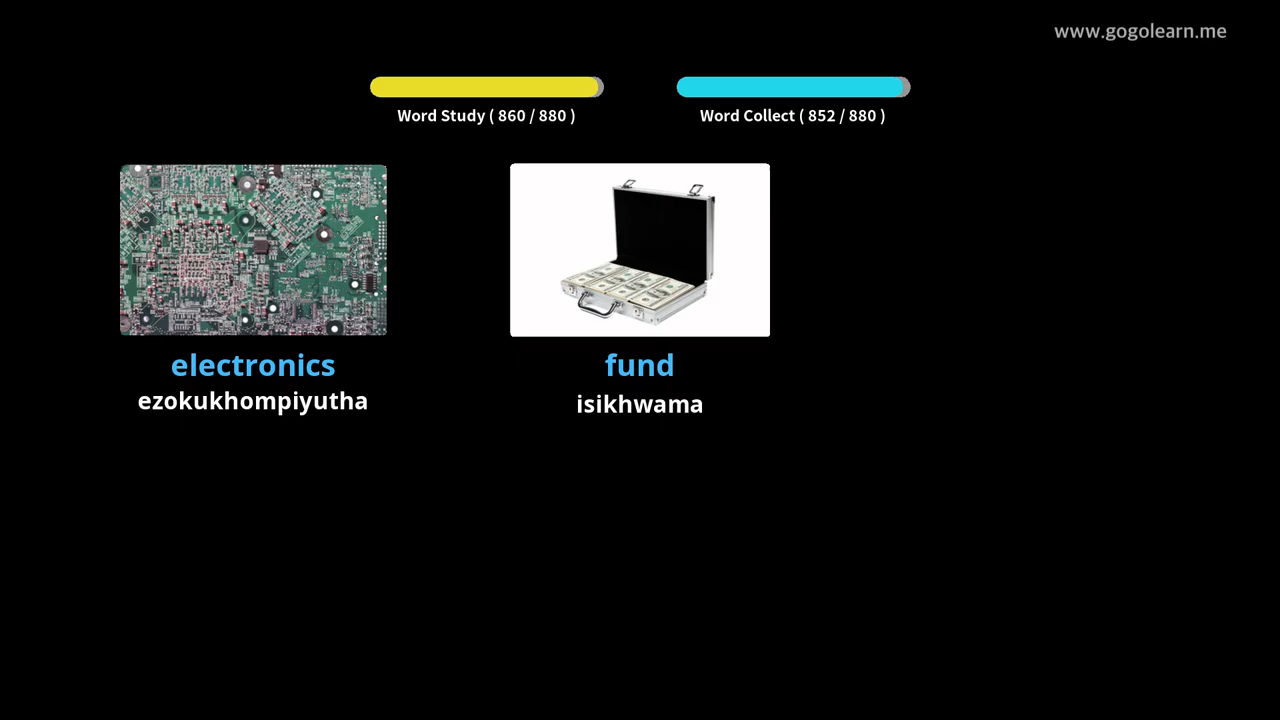 www.gogolearn.me
Word Study ( 860 / 880 )
Word Collect ( 852 / 880 )
electronics
ezokukhompiyutha
fund
isikhwama